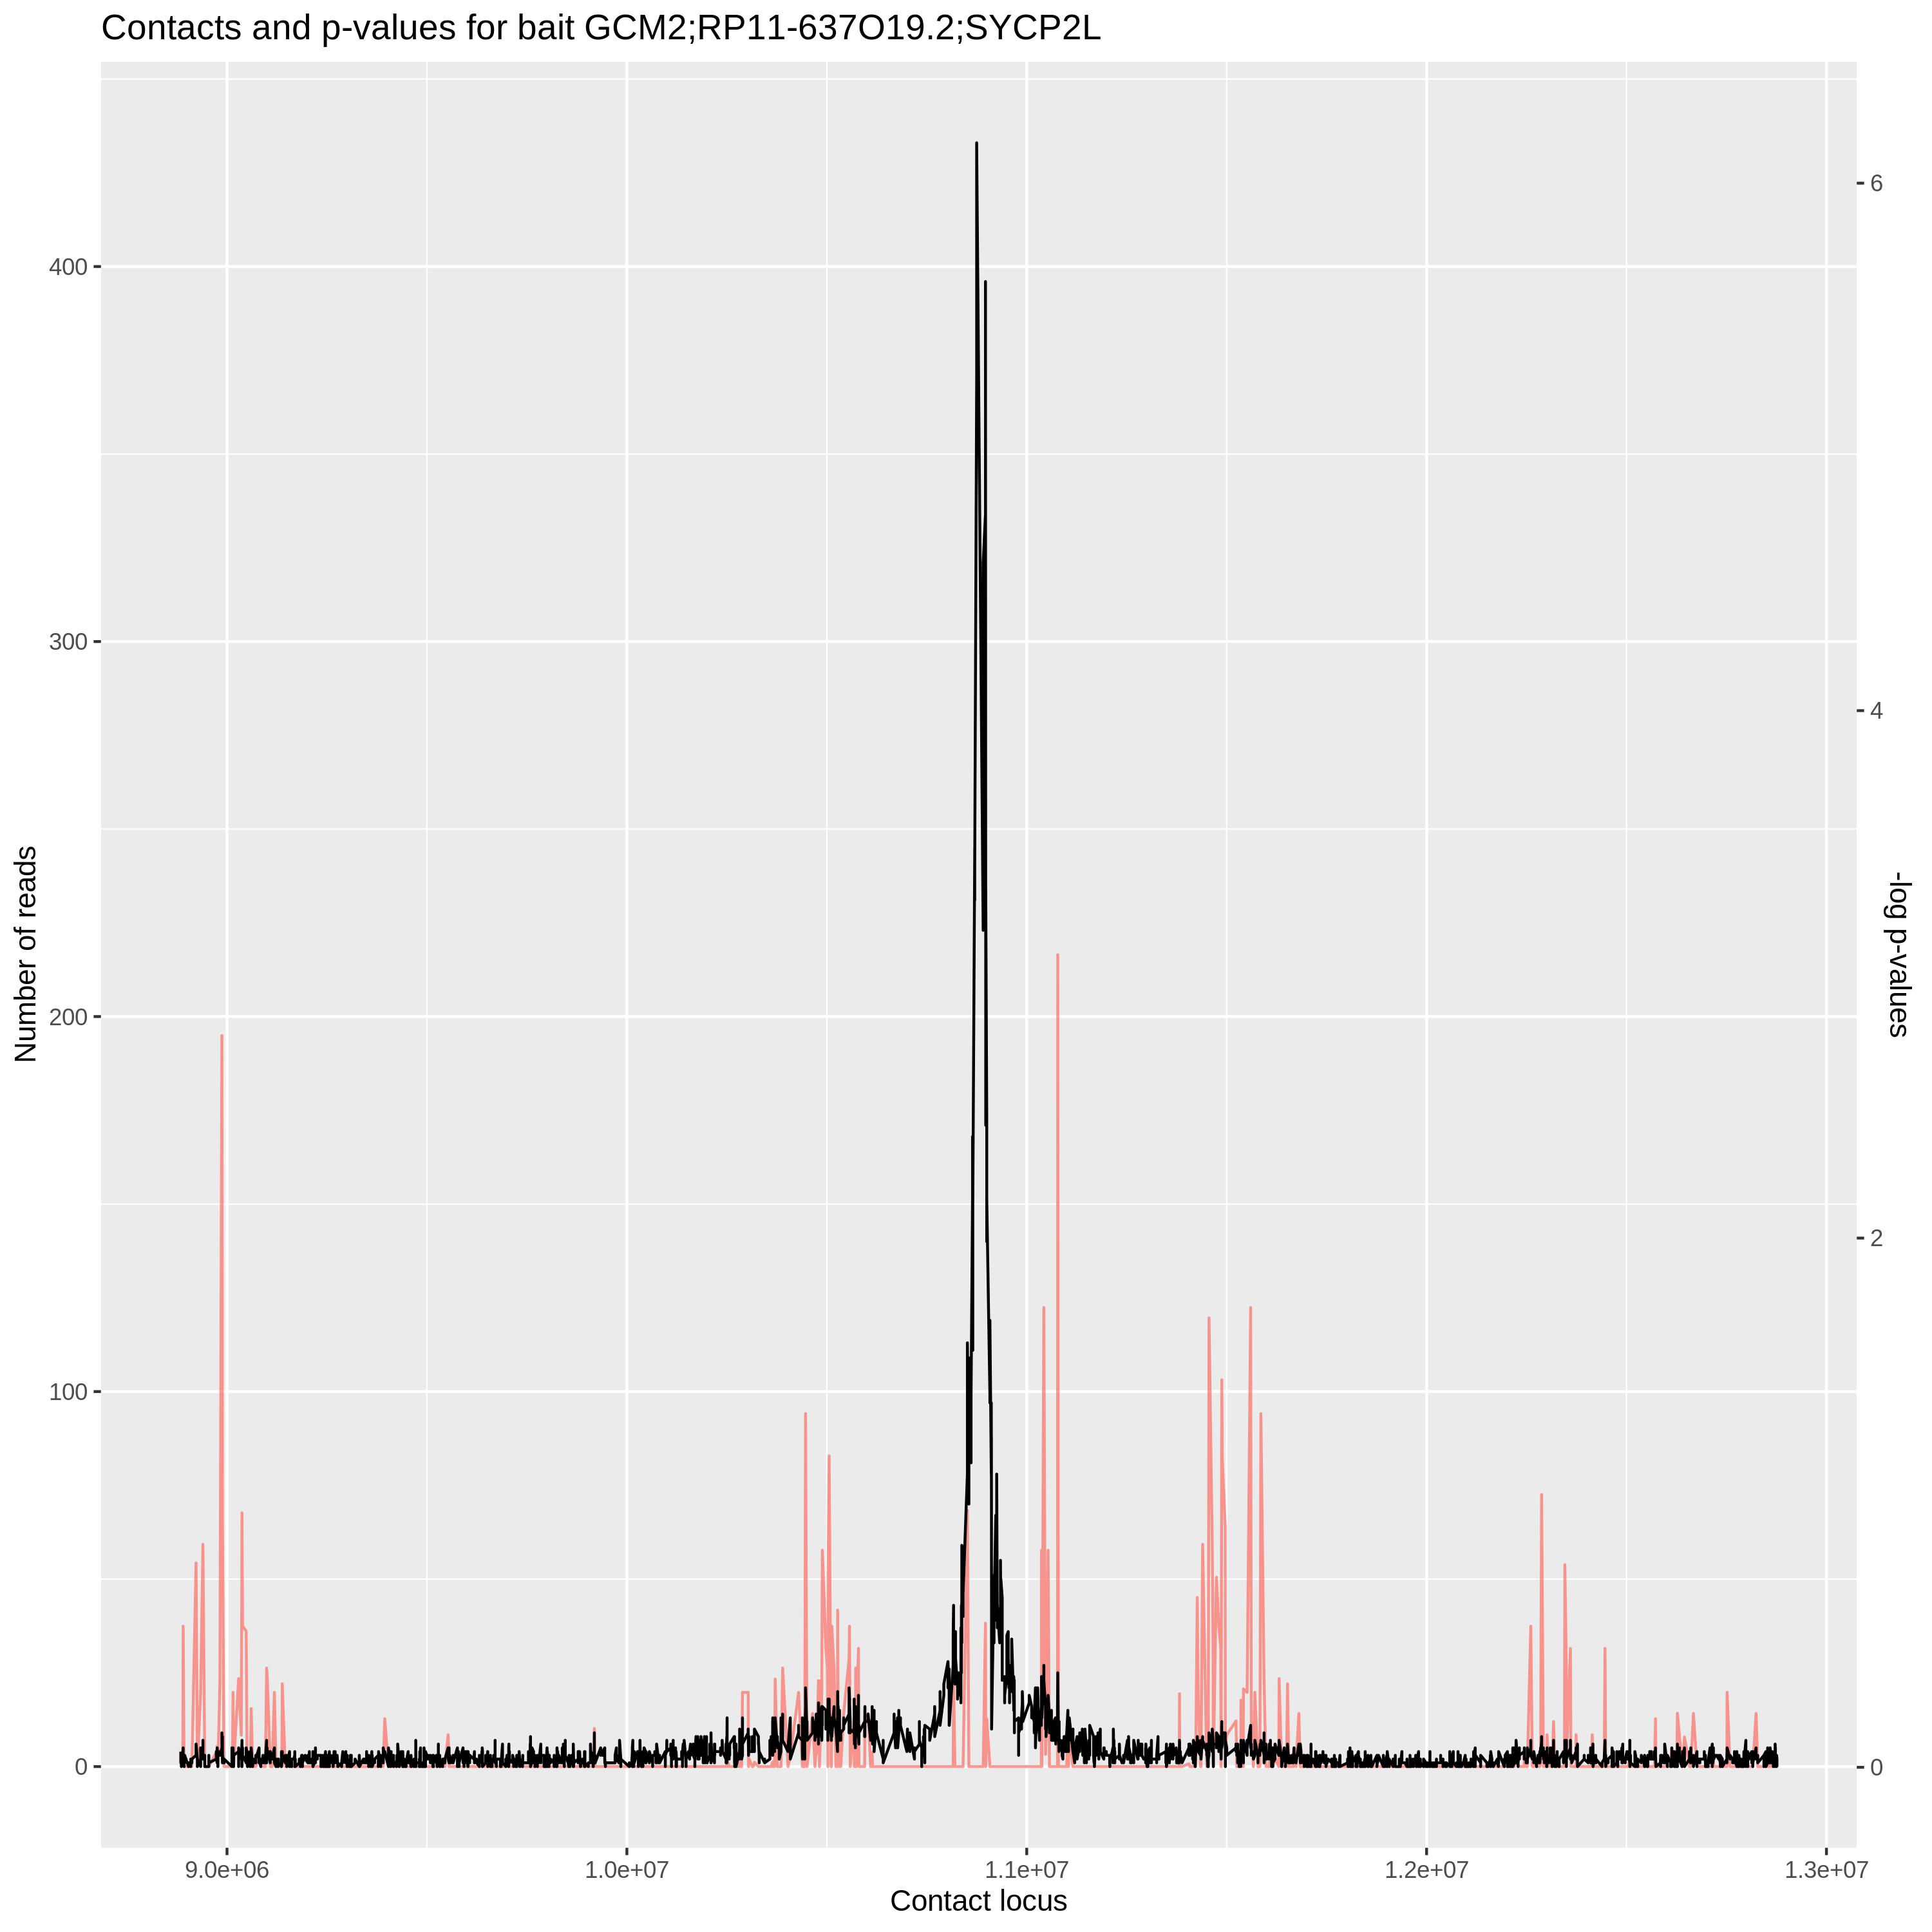 Contacts and p-values for bait GCM2;RP11-637O19.2;SYCP2L
Number of reads
400
300
200
100
0
6
4
2
0
-log p-values
9.0e+06 1.0e+07 1.1e+07 1.2e+07 1.3e+07
Contact locus